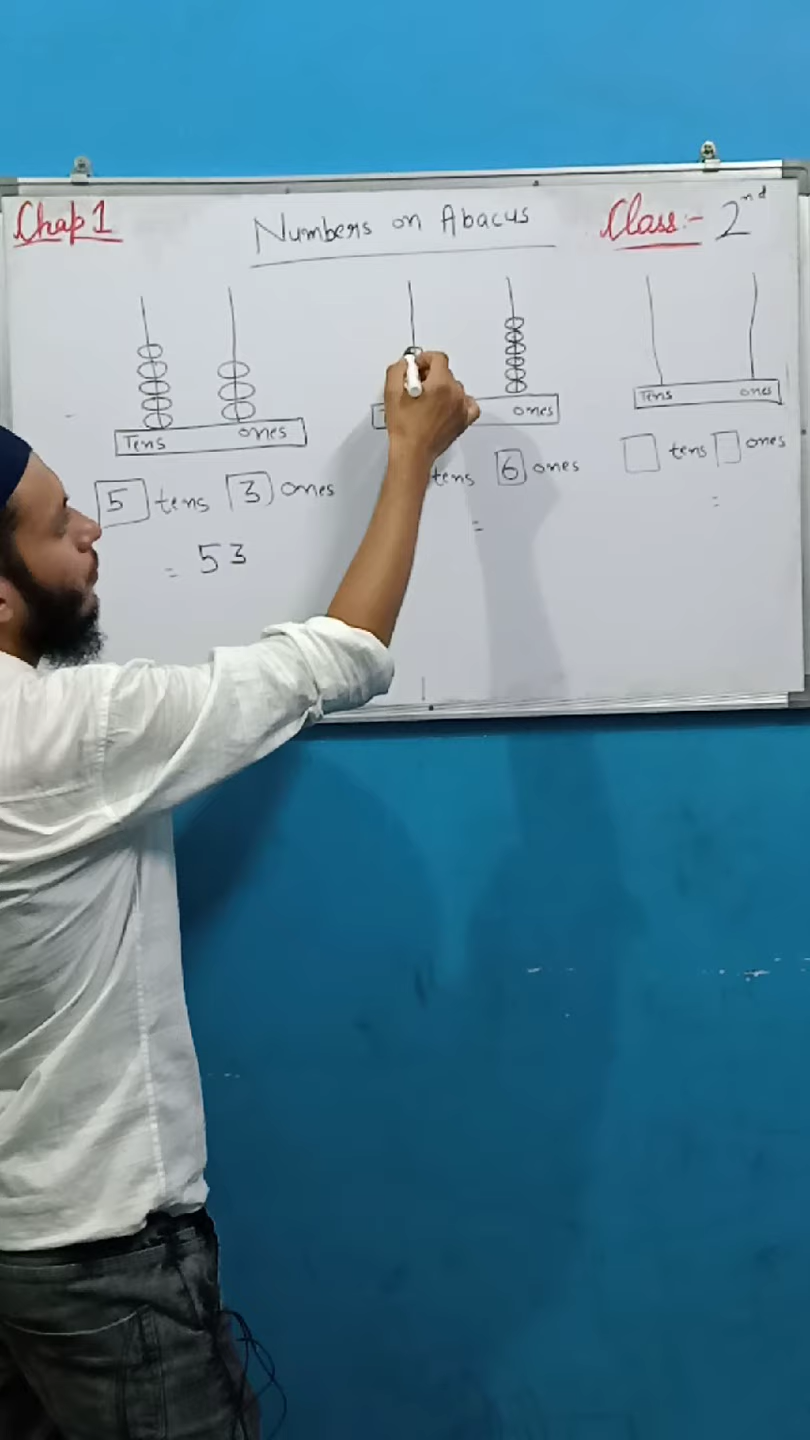 Chap 1
Numbers on Abacus
Class:- 2nd
Tens ones
5 tens 3 ones
= 53
ones
tens 6 ones
=
Tens ones
tens ones
=